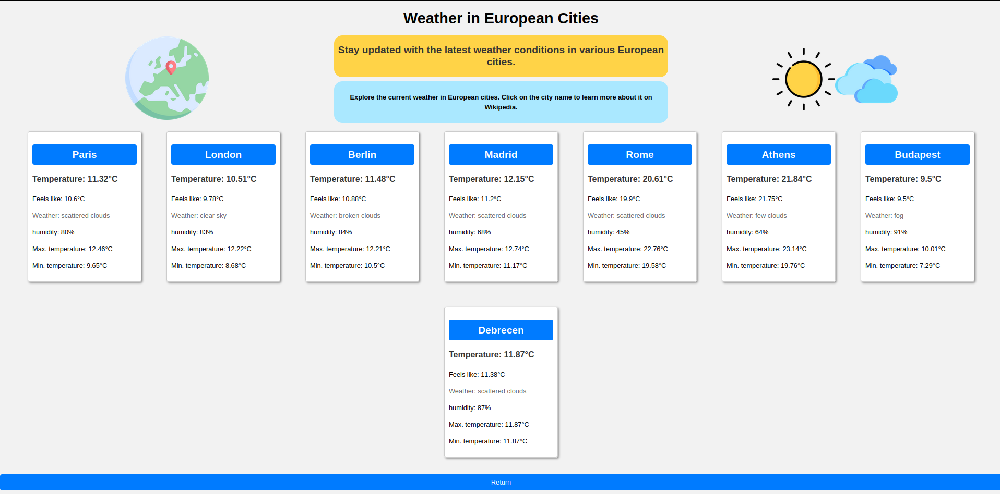 Weather in European Cities
Stay updated with the latest weather conditions in various European
cities.
Explore the current weather in European cities. Click on the city name to learn more about it on
Wikipedia.
Paris
Temperature: 11.32°C
Feels like: 10.6°C
Weather: scattered clouds
humidity: 80%
Max. temperature: 12.46°C
Min. temperature: 9.65°C
London
Temperature: 10.51°C
Feels like: 9.78°C
Weather: clear sky
humidity: 83%
Max. temperature: 12.22°C
Min. temperature: 8.68°C
Berlin
Temperature: 11.48°C
Feels like: 10.88°C
Weather: broken clouds
humidity: 84%
Max. temperature: 12.21°C
Min. temperature: 10.5°C
Madrid
Temperature: 12.15°C
Feels like: 11.2°C
Weather: scattered clouds
humidity: 68%
Max. temperature: 12.74°C
Min. temperature: 11.17°C
Rome
Temperature: 20.61°C
Feels like: 19.9°C
Weather: scattered clouds
humidity: 45%
Max. temperature: 22.76°C
Min. temperature: 19.58°C
Athens
Temperature: 21.84°C
Feels like: 21.75°C
Weather: few clouds
humidity: 64%
Max. temperature: 23.14°C
Min. temperature: 19.76°C
Budapest
Temperature: 9.5°C
Feels like: 9.5°C
Weather: fog
humidity: 91%
Max. temperature: 10.01°C
Min. temperature: 7.29°C
Debrecen
Temperature: 11.87°C
Feels like: 11.38°C
Weather: scattered clouds
humidity: 87%
Max. temperature: 11.87°C
Min. temperature: 11.87°C
Return